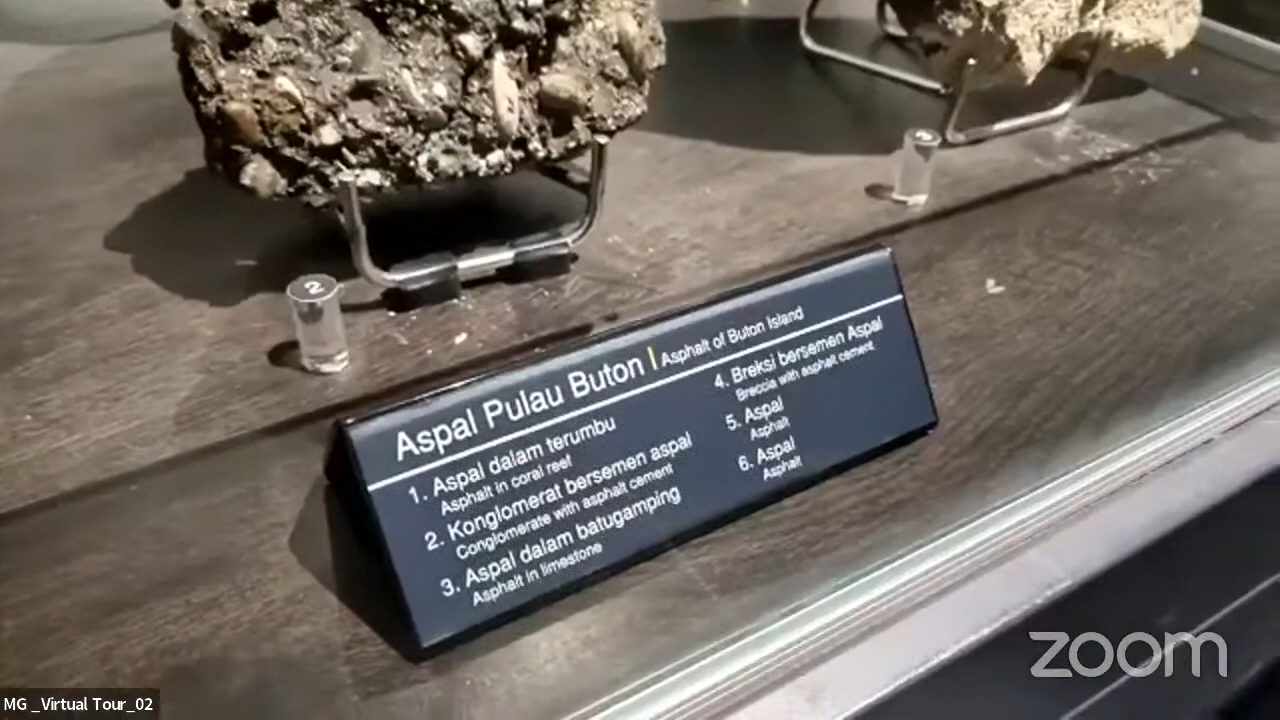 2
3
Aspal Pulau Buton | Asphalt of Buton Island
1. Aspal dalam terumbu
Asphalt in coral reef
2. Konglomerat bersemen aspal
Conglomerate with asphalt cement
3. Aspal dalam batugamping
Asphalt in limestone
4. Breksi bersemen Aspal
Breccia with asphalt cement
5. Aspal
Asphalt
6. Aspal
Asphalt
zoom
MG _Virtual Tour_02